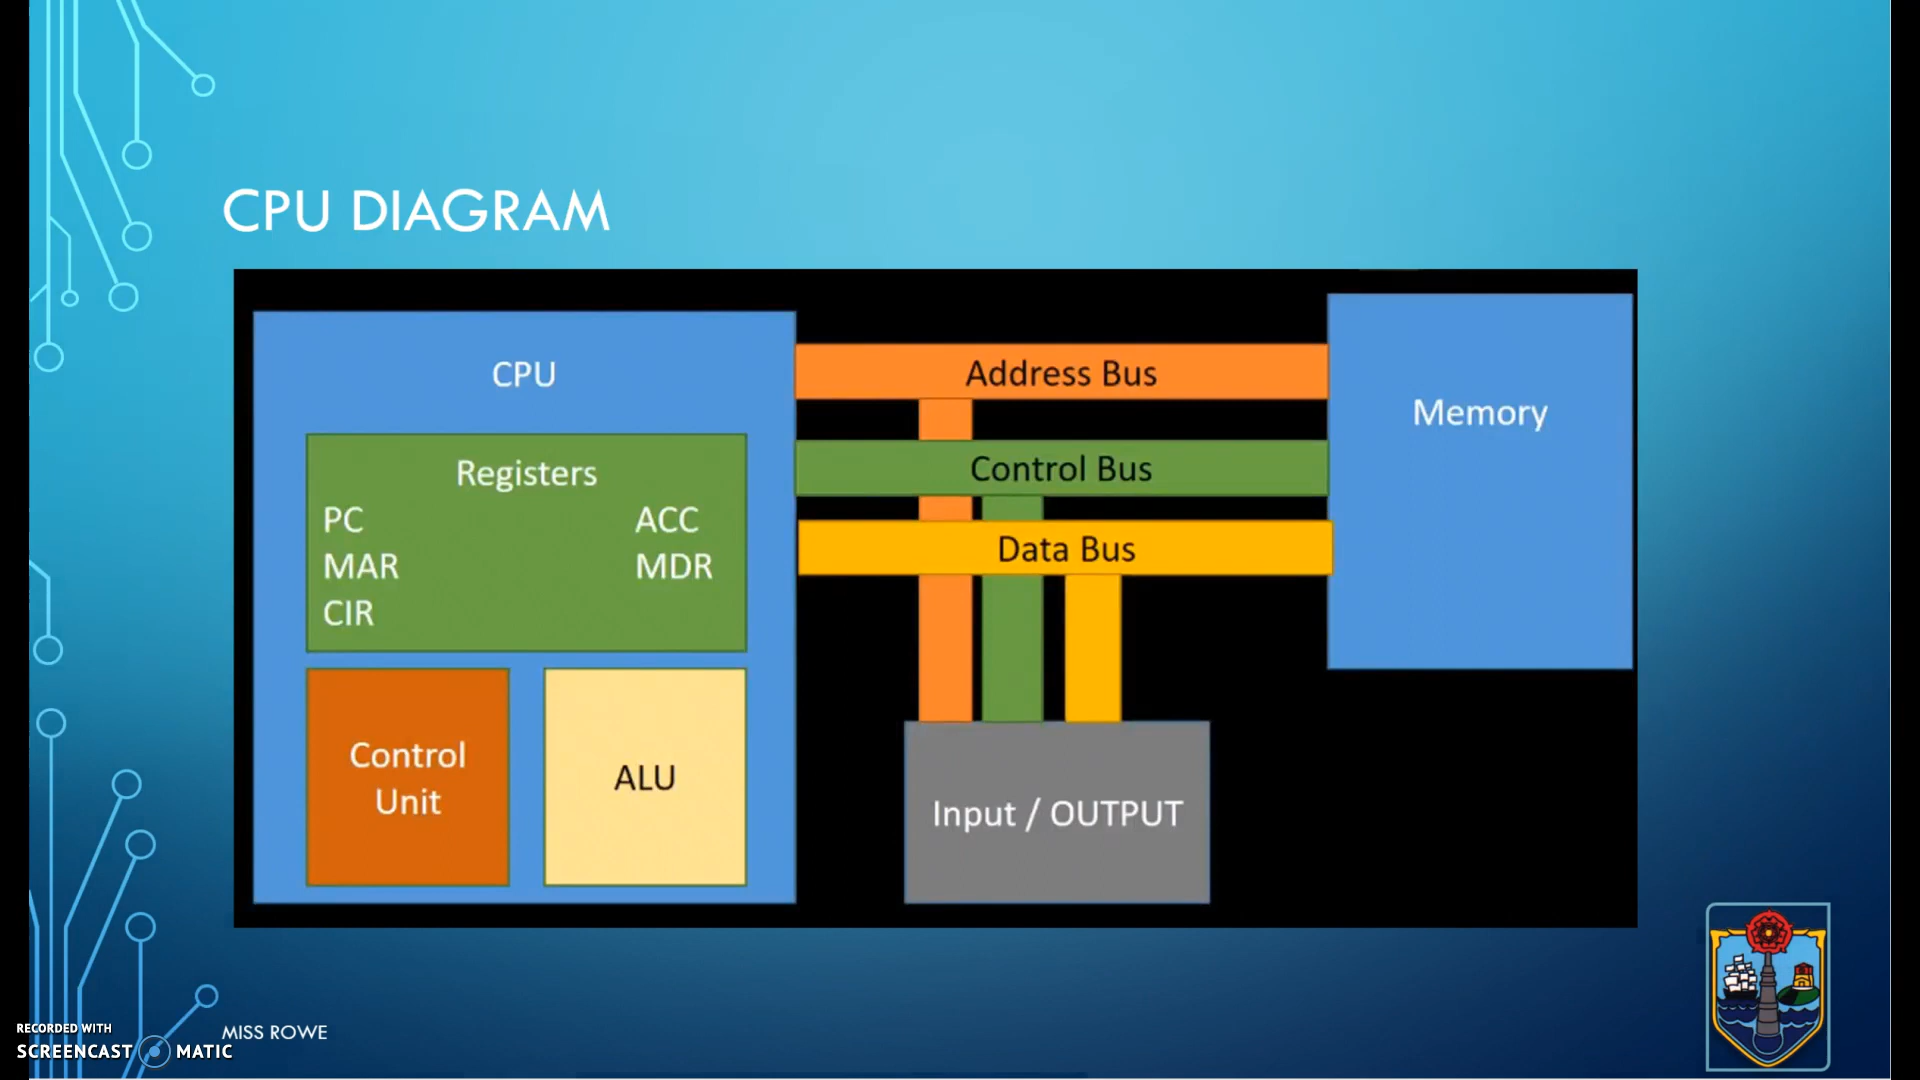 CPU DIAGRAM
CPU
Registers
PC ACC
MAR MDR
CIR
Control
Unit
ALU
Address Bus
Control Bus
Data Bus
Memory
Input / OUTPUT
MISS ROWE
RECORDED WITH
SCREENCAST MATIC